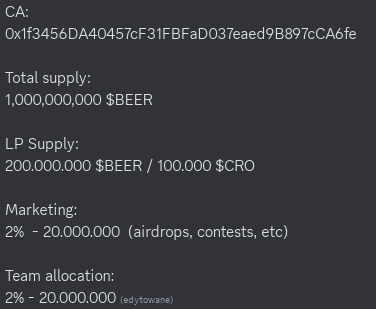 CA:
0x1f3456DA40457cF31FBFaD037eaed9B897cCA6fe
Total supply:
1,000,000,000 $BEER
LP Supply:
200.000.000 $BEER / 100.000 $CRO
Marketing:
2%  - 20.000.000  (airdrops, contests, etc)
Team allocation:
2% - 20.000.000 (edytowane)